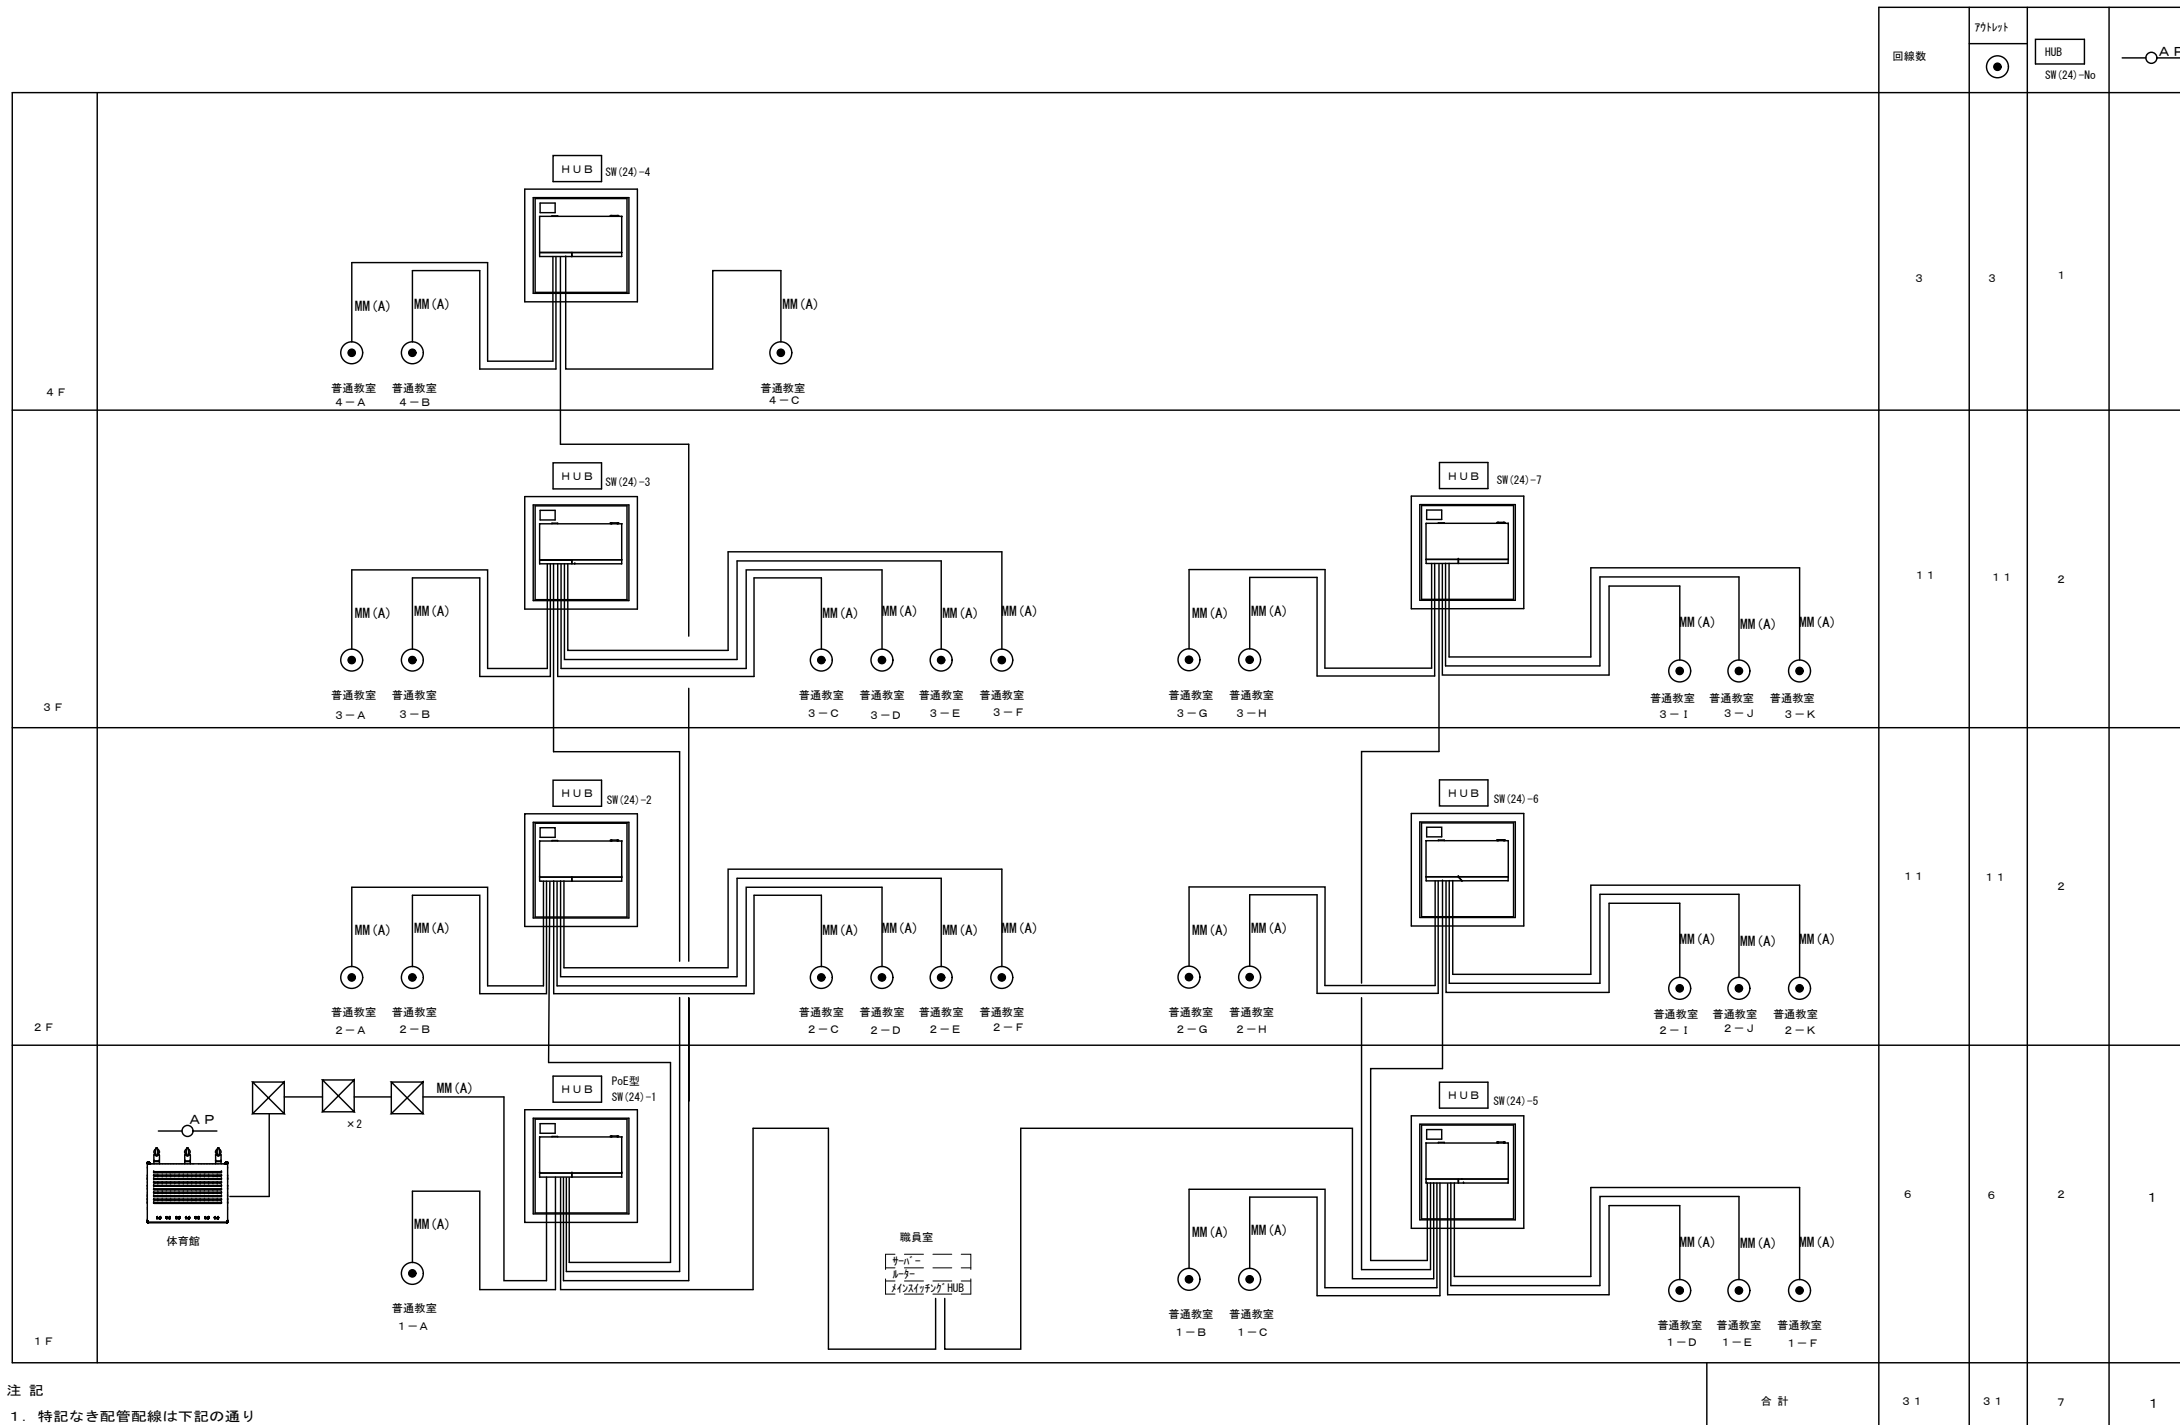 回線数
アウトレット
HUB
SW(24)-No
AP
HUB
SW(24)-4
MM(A)
MM(A)
MM(A)
3
3
1
普通教室
4-A
普通教室
4-B
普通教室
4-C
4F
HUB
SW(24)-3
HUB
SW(24)-7
MM(A)
MM(A)
MM(A)
MM(A)
MM(A)
MM(A)
MM(A)
MM(A)
MM(A)
MM(A)
MM(A)
11
11
2
普通教室
3-A
普通教室
3-B
普通教室
3-C
普通教室
3-D
普通教室
3-E
普通教室
3-F
普通教室
3-G
普通教室
3-H
普通教室
3-I
普通教室
3-J
普通教室
3-K
3F
HUB
SW(24)-2
HUB
SW(24)-6
MM(A)
MM(A)
MM(A)
MM(A)
MM(A)
MM(A)
MM(A)
MM(A)
MM(A)
MM(A)
MM(A)
11
11
2
普通教室
2-A
普通教室
2-B
普通教室
2-C
普通教室
2-D
普通教室
2-E
普通教室
2-F
普通教室
2-G
普通教室
2-H
普通教室
2-I
普通教室
2-J
普通教室
2-K
2F
MM(A)
×2
HUB
PoE型
SW(24)-1
HUB
SW(24)-5
AP
体育館
MM(A)
普通教室
1-A
職員室
サーバー
ルーター
メインスイッチングHUB
MM(A)
MM(A)
MM(A)
MM(A)
MM(A)
6
6
2
1
普通教室
1-B
普通教室
1-C
普通教室
1-D
普通教室
1-E
普通教室
1-F
1F
合計
31
31
7
1
注記
1. 特記なき配管配線は下記の通り